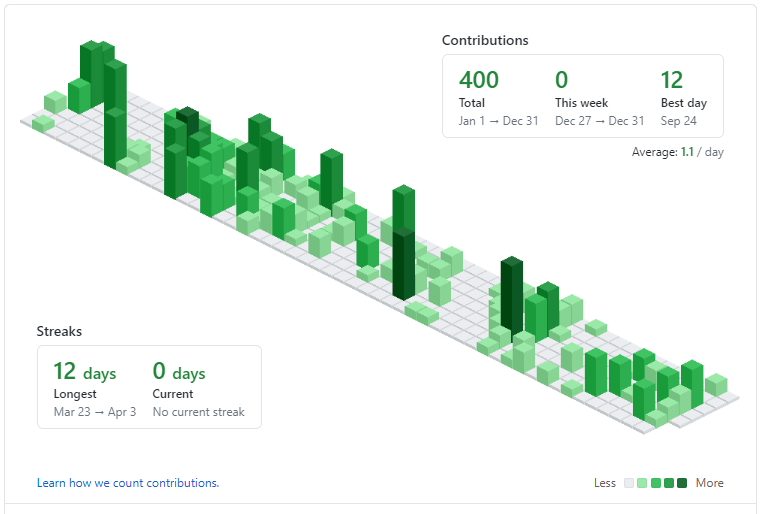 Contributions
400 0 12
Total This week Best day
Jan 1 → Dec 31 Dec 27 → Dec 31 Sep 24
Average: 1.1 / day
Streaks
12 days 0 days
Longest Current
Mar 23 → Apr 3 No current streak
Learn how we count contributions. Less More